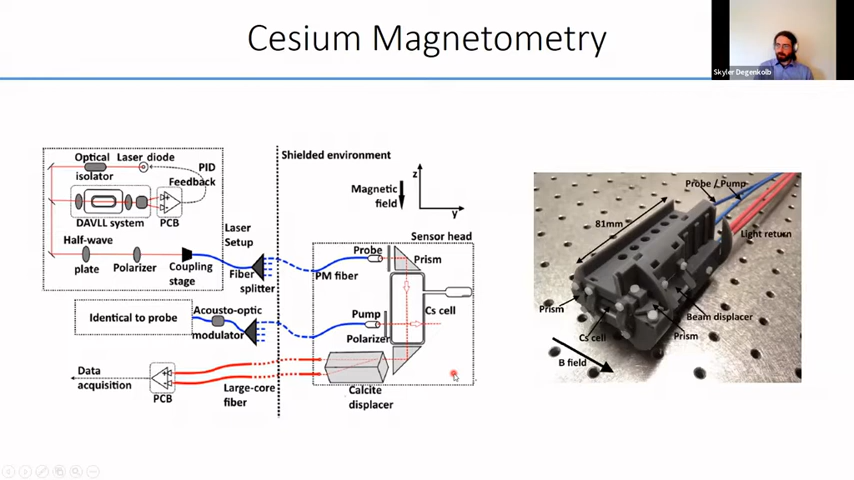 Cesium Magnetometry
Skyler Degenkolb
Optical
isolator
Laser diode
PID
Feedback
DAVLL system
PCB
Half-wave
plate
Polarizer
Coupling
stage
Laser
Setup
Fiber
splitter
Shielded environment
Magnetic
field
z
y
Sensor head
Probe
Prism
PM fiber
Cs cell
Pump
Polarizer
Identical to probe
Acousto-optic
modulator
Data
acquisition
PCB
Large-core
fiber
Calcite
displacer
Probe / Pump
81mm
Light return
Prism
Cs cell
Beam displacer
Prism
B field